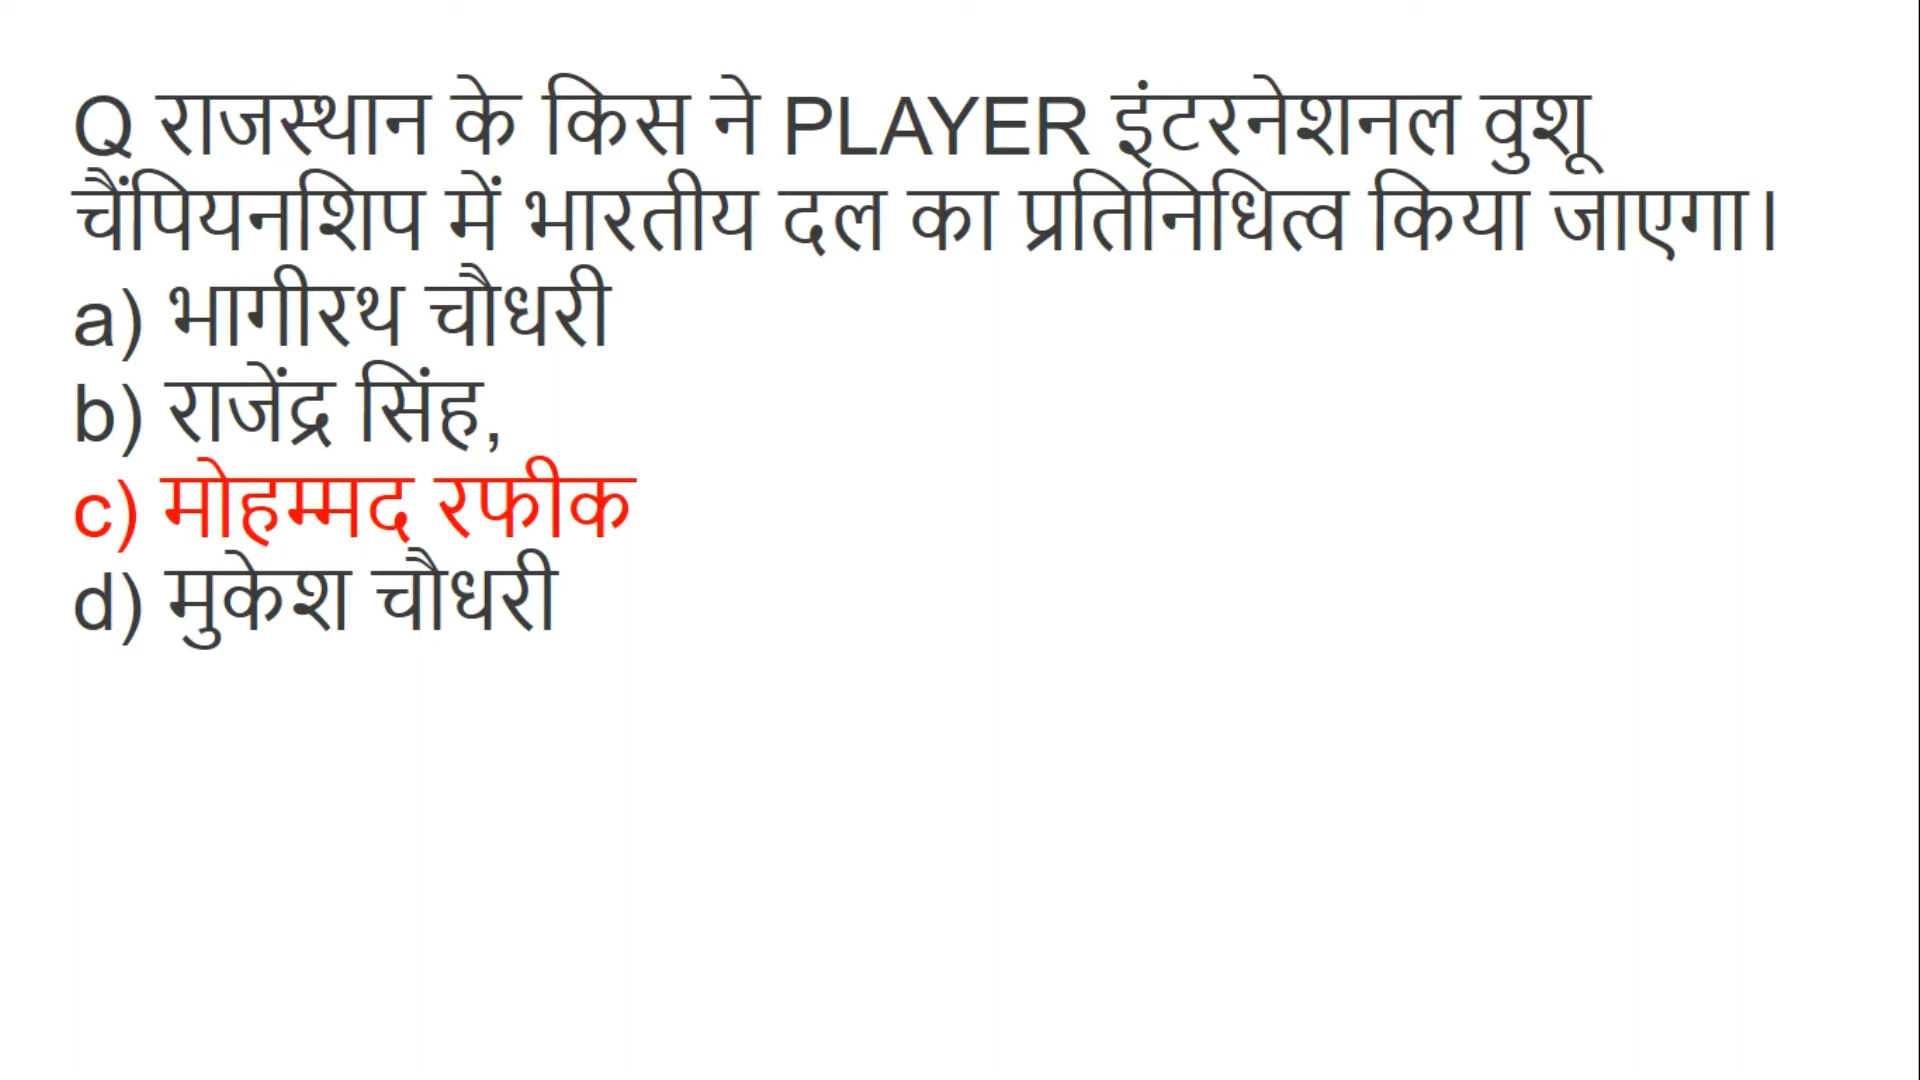 Q राजस्थान के किस ने PLAYER इंटरनेशनल वुशू
चैंपियनशिप में भारतीय दल का प्रतिनिधित्व किया जाएगा।
a) भागीरथ चौधरी
b) राजेंद्र सिंह,
c) मोहम्मद रफीक
d) मुकेश चौधरी